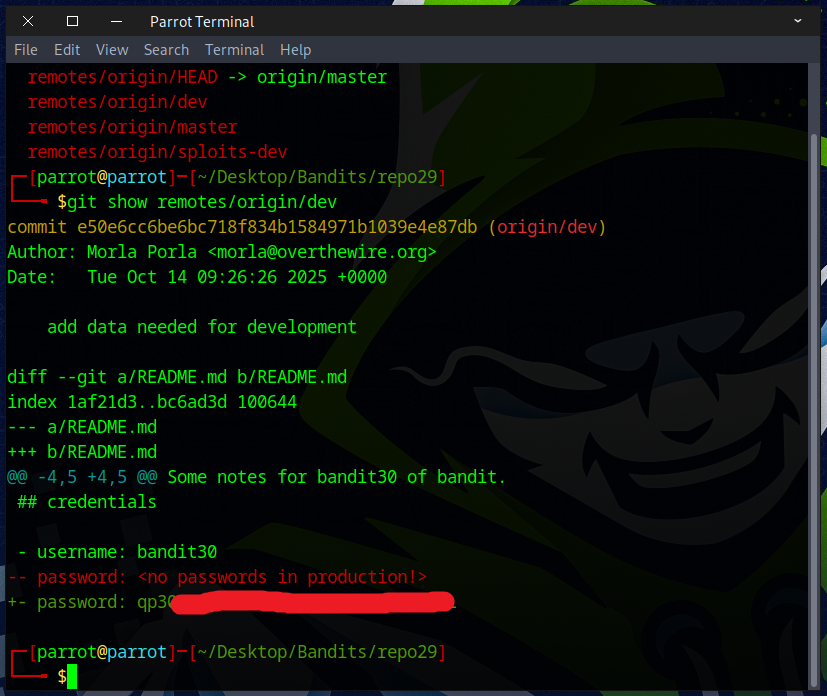 Parrot Terminal
File Edit View Search Terminal Help
remotes/origin/HEAD -> origin/master
remotes/origin/dev
remotes/origin/master
remotes/origin/sploits-dev
┌─[parrot@parrot]─[~/Desktop/Bandits/repo29]
└──╼ $git show remotes/origin/dev
commit e50e6cc6be6bc718f834b1584971b1039e4e87db (origin/dev)
Author: Morla Porla <morla@overthewire.org>
Date:   Tue Oct 14 09:26:26 2025 +0000
add data needed for development
diff --git a/README.md b/README.md
index 1af21d3..bc6ad3d 100644
--- a/README.md
+++ b/README.md
@@ -4,5 +4,5 @@ Some notes for bandit30 of bandit.
## credentials
- username: bandit30
-- password: <no passwords in production!>
+- password: qp30
┌─[parrot@parrot]─[~/Desktop/Bandits/repo29]
└──╼ $